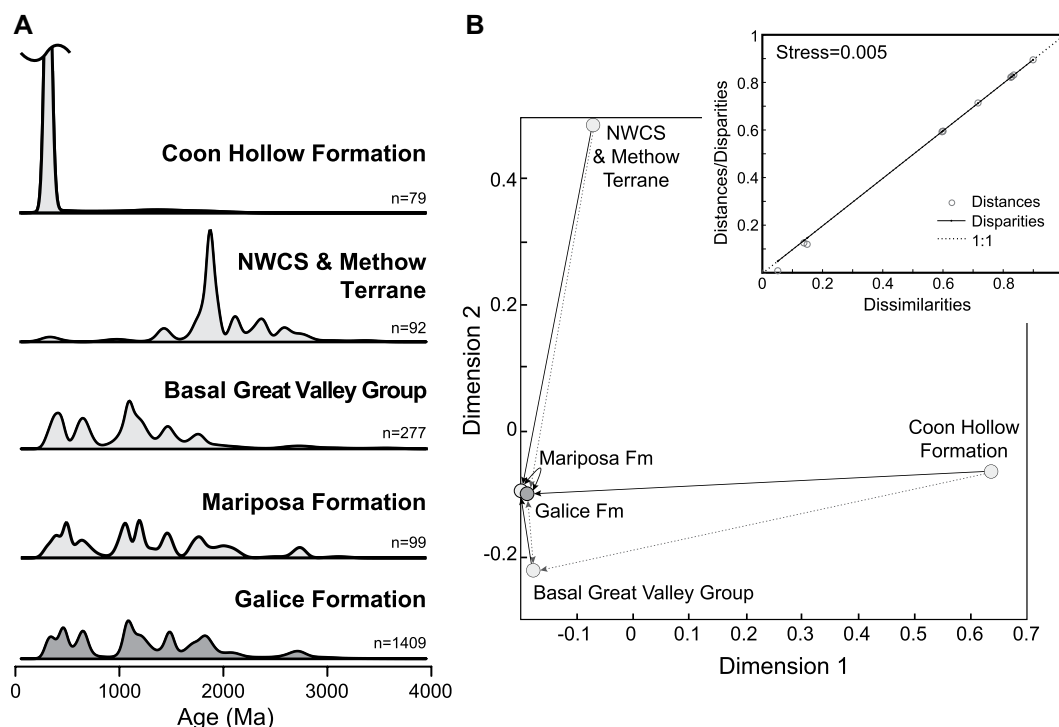 A
Coon Hollow Formation
n=79
NWCS & Methow
Terrane
n=92
Basal Great Valley Group
n=277
Mariposa Formation
n=99
Galice Formation
n=1409
0 1000 2000 3000 4000
Age (Ma)
B
NWCS
& Methow
Terrane
Coon Hollow
Formation
Mariposa Fm
Galice Fm
Basal Great Valley Group
0.4
0.2
0
-0.2
Dimension 2
-0.1 0 0.1 0.2 0.3 0.4 0.5 0.6 0.7
Dimension 1
Stress=0.005
1
0.8
0.6
0.4
0.2
Distances/Disparities
Distances
Disparities
1:1
0 0.2 0.4 0.6 0.8 1
Dissimilarities